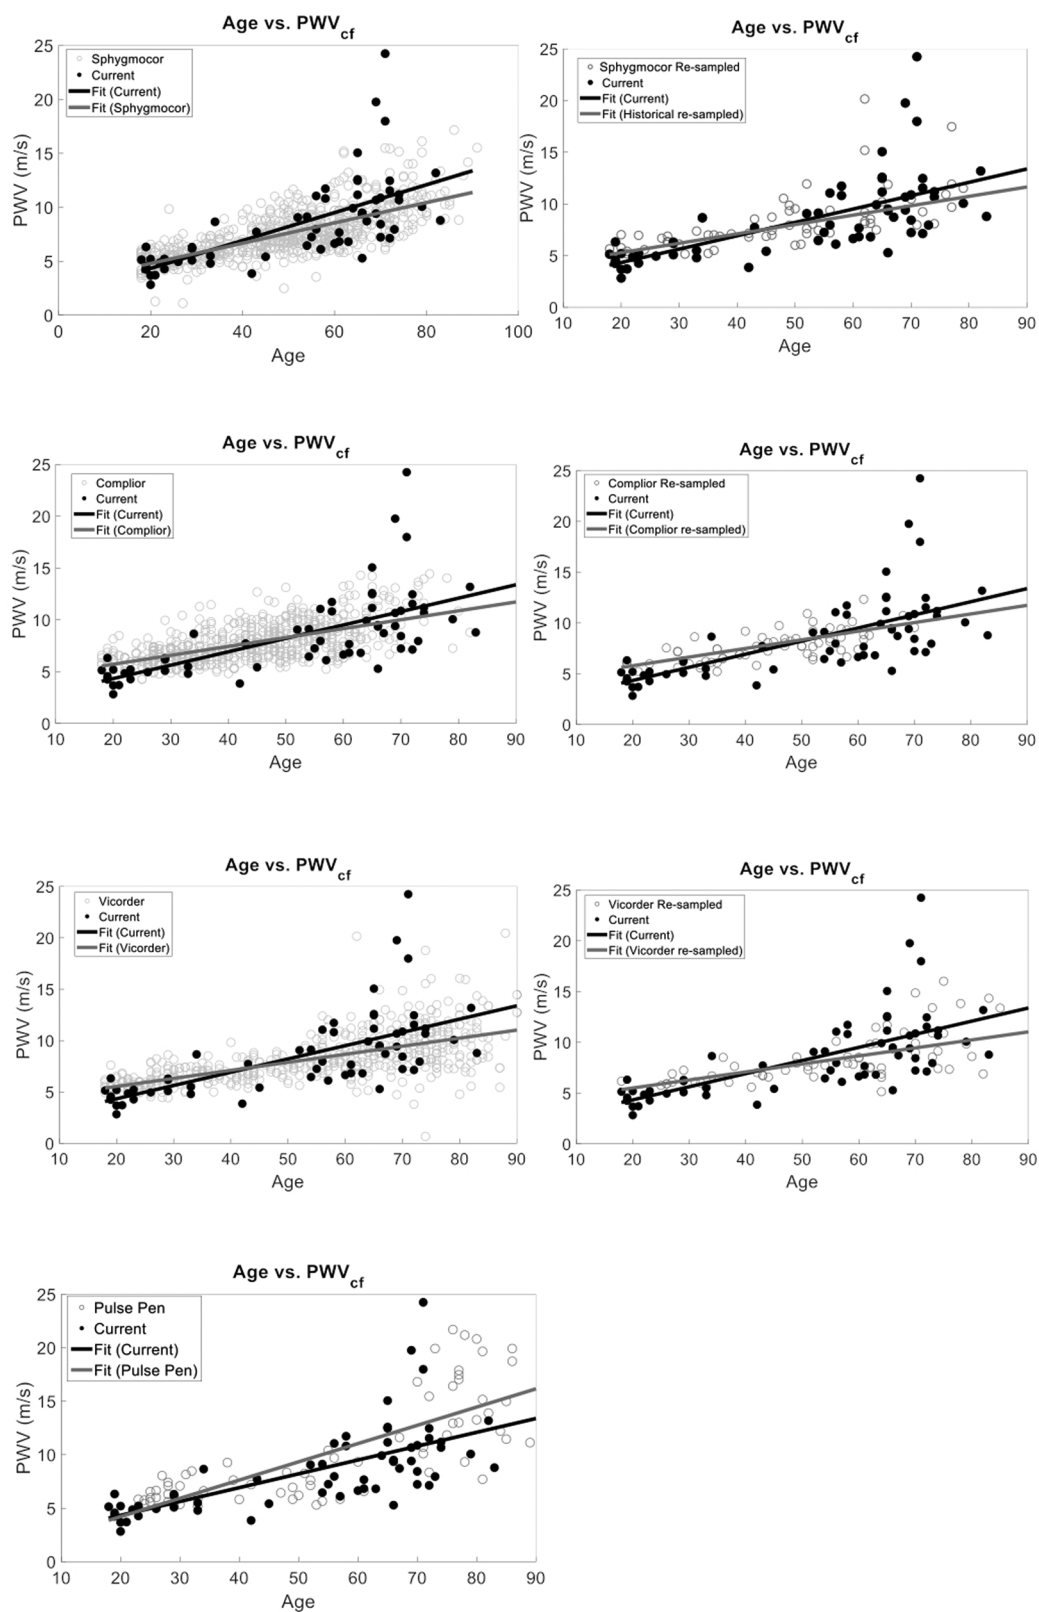 Age vs. PWVcf
Sphygmocor
Current
Fit (Current)
Fit (Sphygmocor)
25
20
15
10
5
0
PWV (m/s)
0 20 40 60 80 100
Age
Age vs. PWVcf
Sphygmocor Re-sampled
Current
Fit (Current)
Fit (Historical re-sampled)
25
20
15
10
5
0
PWV (m/s)
10 20 30 40 50 60 70 80 90
Age
Age vs. PWVcf
Complior
Current
Fit (Current)
Fit (Complior)
25
20
15
10
5
0
PWV (m/s)
10 20 30 40 50 60 70 80 90
Age
Age vs. PWVcf
Complior Re-sampled
Current
Fit (Current)
Fit (Complior re-sampled)
25
20
15
10
5
0
PWV (m/s)
10 20 30 40 50 60 70 80 90
Age
Age vs. PWVcf
Vicorder
Current
Fit (Current)
Fit (Vicorder)
25
20
15
10
5
0
PWV (m/s)
10 20 30 40 50 60 70 80 90
Age
Age vs. PWVcf
Vicorder Re-sampled
Current
Fit (Current)
Fit (Vicorder re-sampled)
25
20
15
10
5
0
PWV (m/s)
10 20 30 40 50 60 70 80 90
Age
Age vs. PWVcf
Pulse Pen
Current
Fit (Current)
Fit (Pulse Pen)
25
20
15
10
5
0
PWV (m/s)
10 20 30 40 50 60 70 80 90
Age